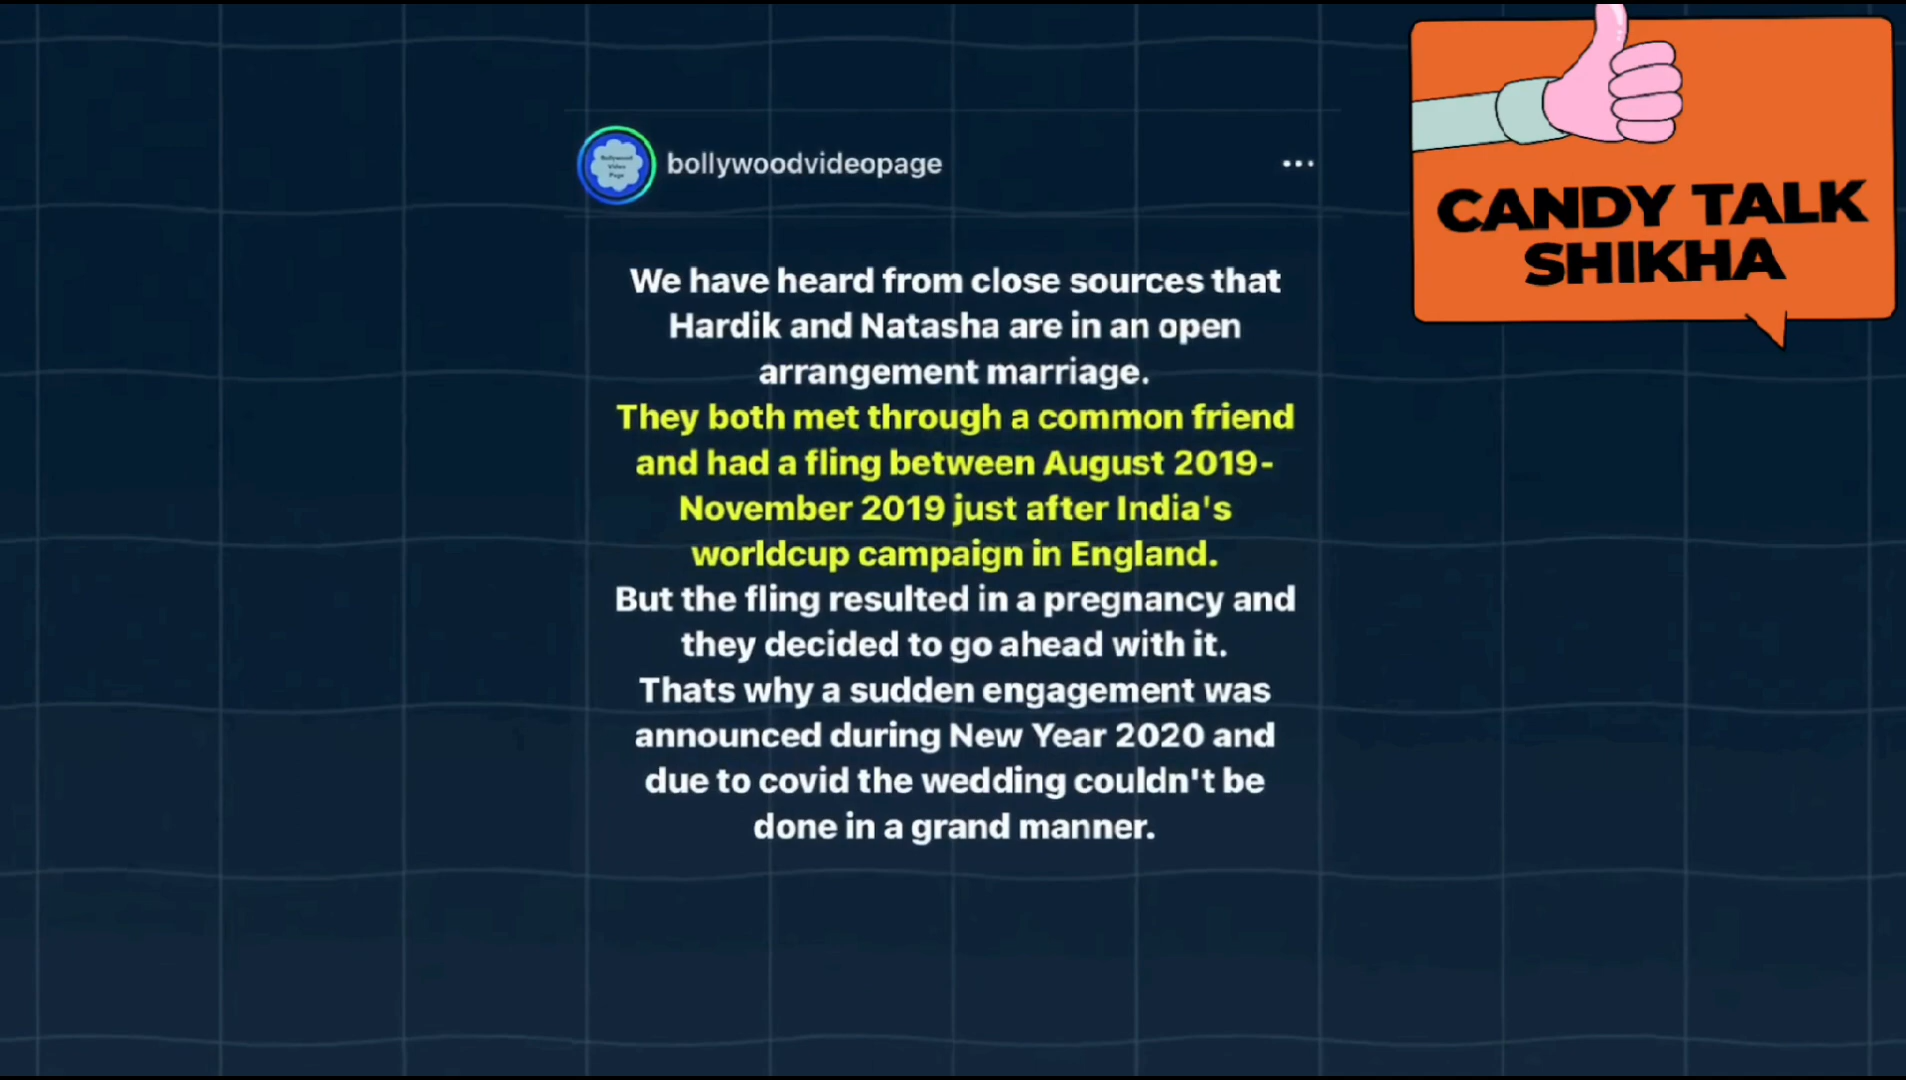 bollywoodvideopage
Bollywood
Video
Page
CANDY TALK
SHIKHA
We have heard from close sources that
Hardik and Natasha are in an open
arrangement marriage.
They both met through a common friend
and had a fling between August 2019-
November 2019 just after India's
worldcup campaign in England.
But the fling resulted in a pregnancy and
they decided to go ahead with it.
Thats why a sudden engagement was
announced during New Year 2020 and
due to covid the wedding couldn't be
done in a grand manner.